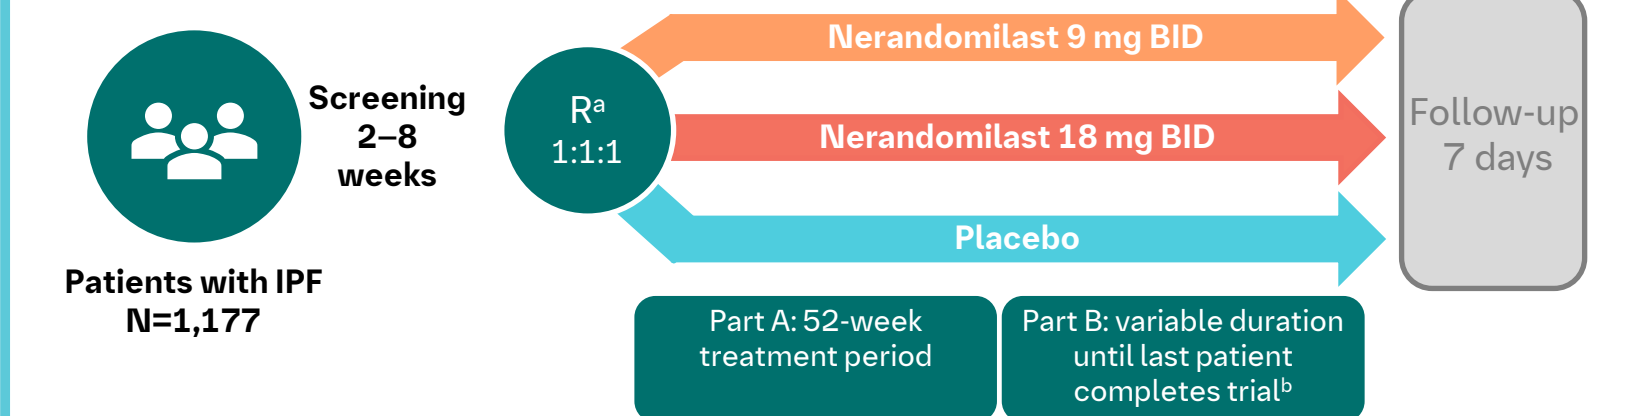 Patients with IPF
N=1,177
Screening
2–8
weeks
Rᵃ
1:1:1
Nerandomilast 9 mg BID
Nerandomilast 18 mg BID
Placebo
Follow-up
7 days
Part A: 52-week
treatment period
Part B: variable duration
until last patient
completes trialᵇ